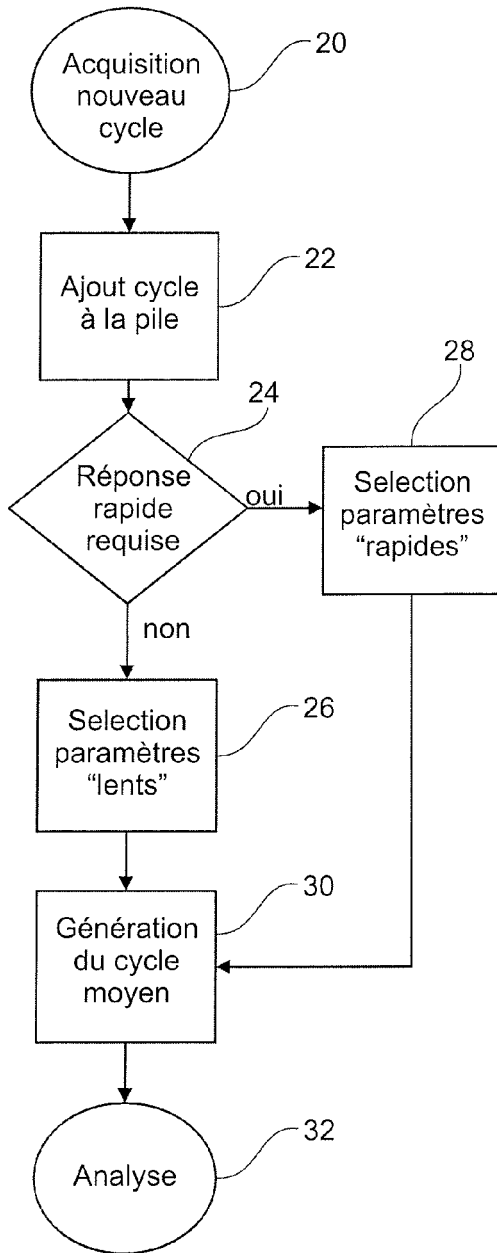 Acquisition
nouveau
cycle
20
Ajout cycle
à la pile
22
24
Réponse
rapide
requise
oui
28
Selection
paramètres
“rapides”
non
Selection
paramètres
“lents”
26
Génération
du cycle
moyen
30
Analyse
32